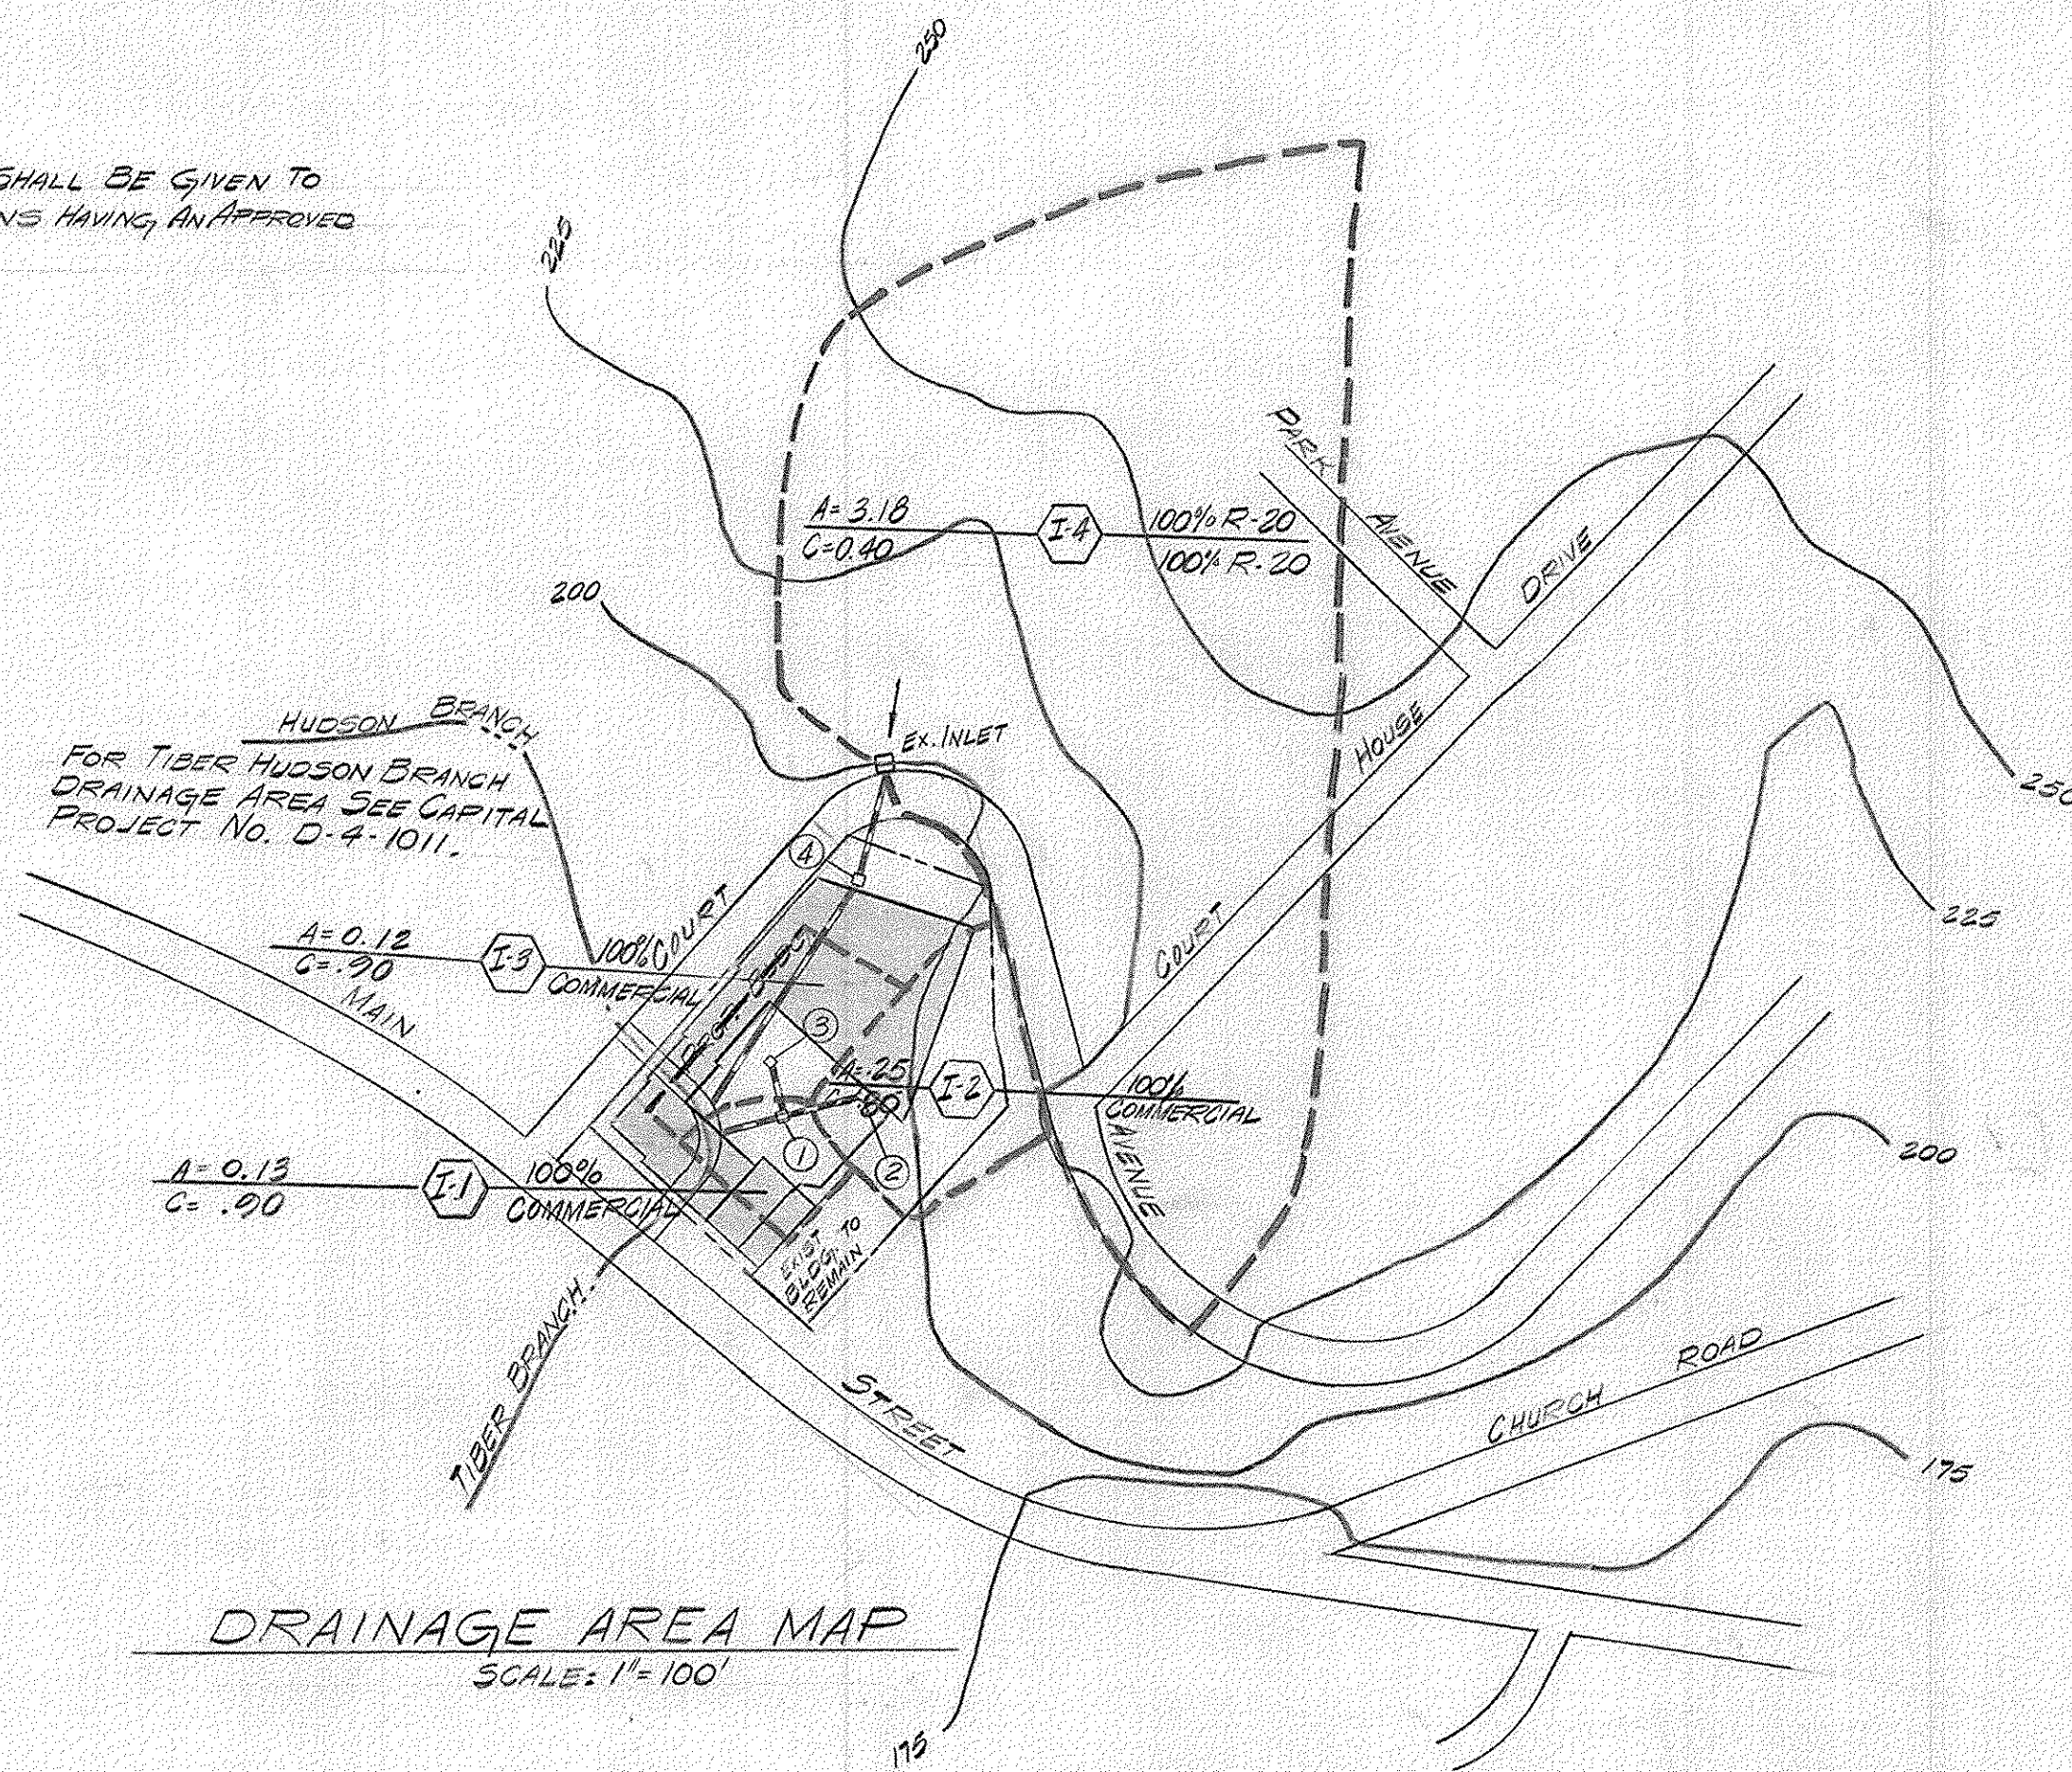 SHALL BE GIVEN TO
NS HAVING AN APPROVED
250
225
200
PARK
AVENUE
DRIVE
A= 3.18
C=0.40
I-4
100% R-20
100% R-20
HOUSE
COURT
250
225
200
175
EX. INLET
HUDSON BRANCH
FOR TIBER HUDSON BRANCH
DRAINAGE AREA SEE CAPITAL
PROJECT No. D-4-1011.
4
COURT
A= 0.12
C= .90
I-3
100%
COMMERCIAL
MAIN
3
A= .25
I-2
100%
COMMERCIAL
AVENUE
1
2
A= 0.13
C= .90
I-1
100%
COMMERCIAL
EXIST
BLDG. TO
REMAIN
TIBER BRANCH
STREET
CHURCH ROAD
175
DRAINAGE AREA MAP
SCALE: 1"= 100'